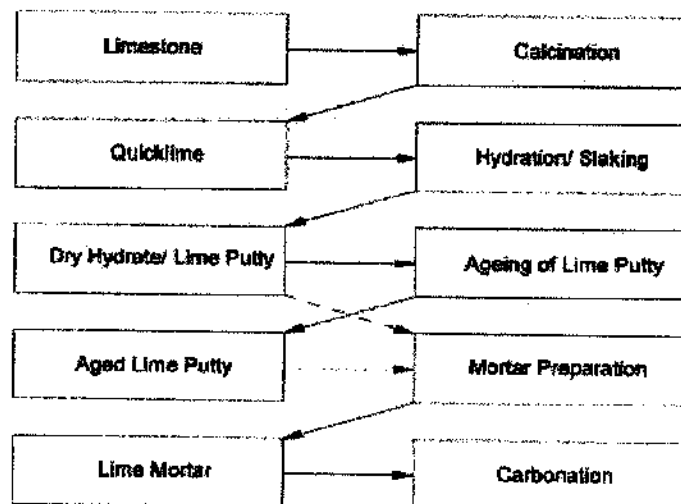 Limestone
Calcination
Quicklime
Hydration/ Slaking
Dry Hydrate/ Lime Putty
Ageing of Lime Putty
Aged Lime Putty
Mortar Preparation
Lime Mortar
Carbonation